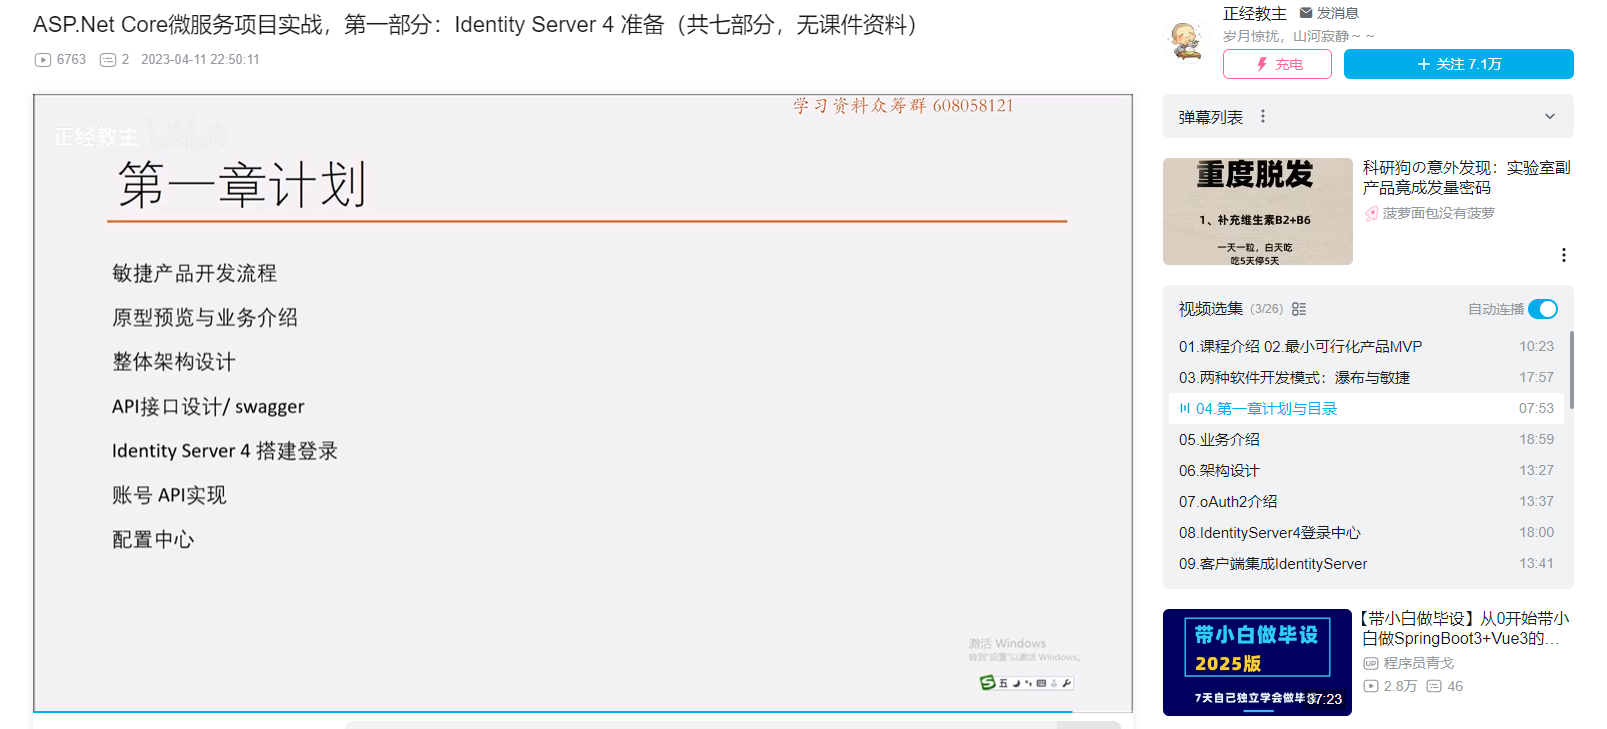 ASP.Net Core微服务项目实战，第一部分：Identity Server 4 准备（共七部分，无课件资料）
6763 2 2023-04-11 22:50:11
学习资料众筹群 608058121
正经教主
第一章计划
敏捷产品开发流程
原型预览与业务介绍
整体架构设计
API接口设计/ swagger
Identity Server 4 搭建登录
账号 API实现
配置中心
激活 Windows
转到"设置"以激活 Windows。
五
正经教主 发消息
岁月惊扰，山河寂静～～
充电
+ 关注 7.1万
弹幕列表
重度脱发
1、补充维生素B2+B6
一天一粒，白天吃
吃5天停5天
科研狗の意外发现：实验室副
产品竟成发量密码
菠萝面包没有菠萝
视频选集 (3/26) 自动连播
01.课程介绍 02.最小可行化产品MVP 10:23
03.两种软件开发模式：瀑布与敏捷 17:57
04.第一章计划与目录 07:53
05.业务介绍 18:59
06.架构设计 13:27
07.oAuth2介绍 13:37
08.IdentityServer4登录中心 18:00
09.客户端集成IdentityServer 13:41
带小白做毕设
2025版
7天自己独立学会做毕
37:23
【带小白做毕设】从0开始带小
白做SpringBoot3+Vue3的...
UP 程序员青戈
2.8万 46